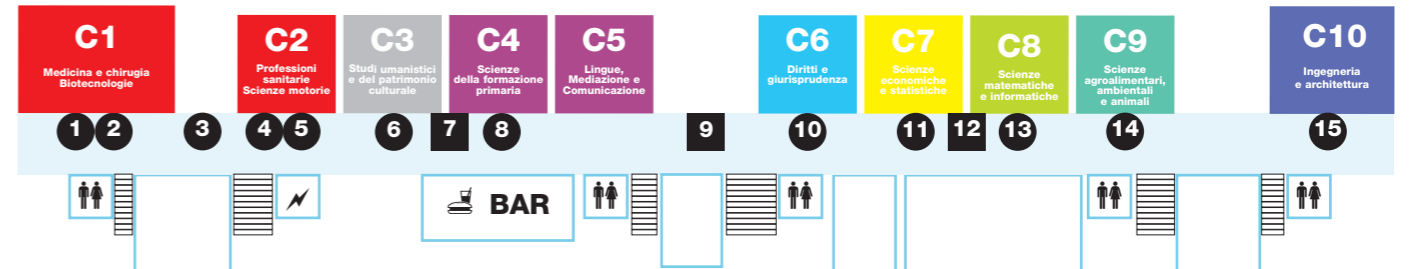 C1
Medicina e chirugia
Biotecnologie
C2
Professioni
sanitarie
Scienze motorie
C3
Studi umanistici
e del patrimonio
culturale
C4
Scienze
della formazione
primaria
C5
Lingue,
Mediazione e
Comunicazione
C6
Diritti e
giurisprudenza
C7
Scienze
economiche
e statistiche
C8
Scienze
matematiche
e informatiche
C9
Scienze
agroalimentari,
ambientali
e animali
C10
Ingegneria
e architettura
1 2 3 4 5 6 7 8 9 10 11 12 13 14 15
BAR